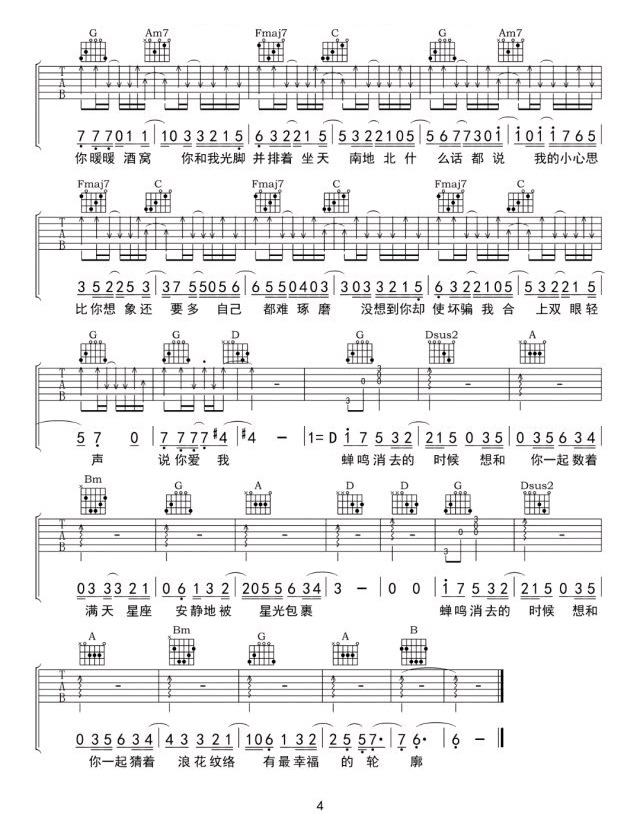 G Am7 Fmaj7 C G Am7
T A B
7 7 7 0 1 1 1 0 3 3 2 1 5 6 3 2 2 2 1 5 5 3 2 2 1 0 5 5 6 7 7 3 0 1 1 0 1 1 7 6 5
你暖暖 酒窝 你和我光脚 并排着 坐天 南地 北什 么话都说 我的小心思
Fmaj7 C Fmaj7 C Fmaj7 C
T A B
3 5 2 2 5 3 3 7 5 5 0 5 6 5 5 5 0 4 0 3 3 0 3 3 2 1 5 6 3 2 2 1 0 5 5 3 2 2 1 5
比你想 象还 要多 自己 都难 琢磨 没想到你却 使坏骗 我合 上双 眼轻
G G D G Dsus2 A
T A B
5 7 0 7 7 7 7 7 #4 #4 - 1=D 1 7 5 3 2 2 1 5 0 3 5 0 3 5 6 3 4
声 说你爱 我 蝉鸣消去的 时候 想和 你一起数着
Bm G A D D G Dsus2
T A B
0 3 3 3 2 1 0 6 1 3 2 2 0 5 5 6 3 4 3 - 0 0 1 7 5 3 2 2 1 5 0 3 5
满天 星座 安静地被 星光包裹 蝉鸣消去的 时候 想和
A Bm G A B
T A B
0 3 5 6 3 4 4 3 3 2 1 1 0 6 1 3 2 2 5 5 7· 7 6· 6 -
你一起猜着 浪花纹络 有最幸福 的 轮 廓
4